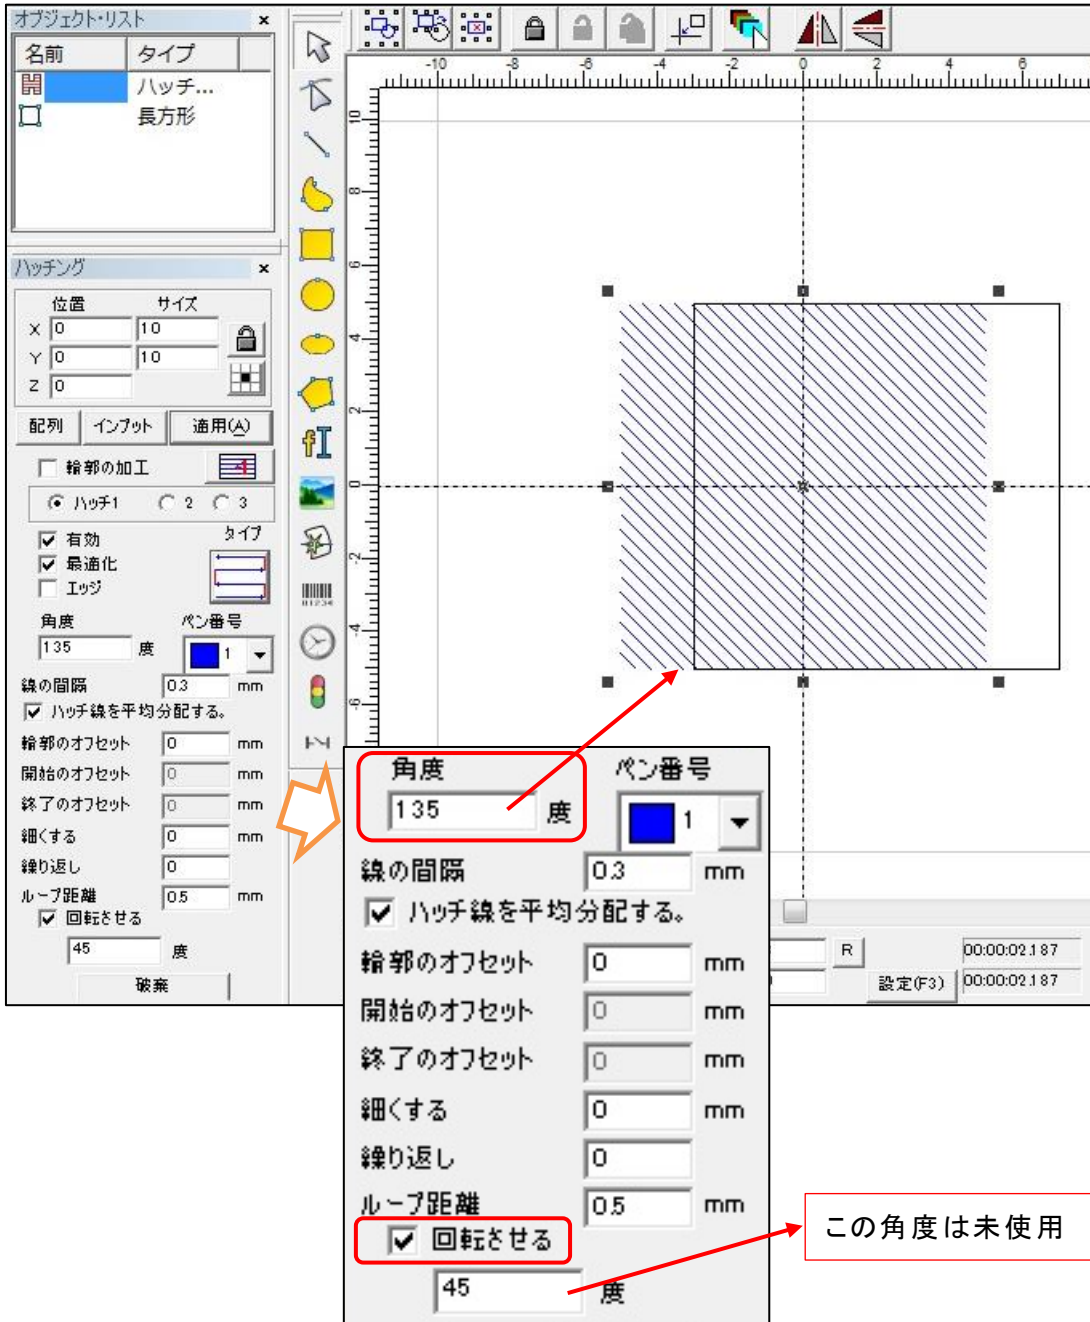 オブジェクト・リスト ×
名前 タイプ
ハッチ...
長方形
ハッチング ×
位置 サイズ
X 0 10
Y 0 10
Z 0
配列 インプット 適用(A)
輪郭の加工
ハッチ1 2 3
有効 タイプ
最適化
エッジ
角度 ペン番号
135 度 1
線の間隔 0.3 mm
ハッチ線を平均分配する。
輪郭のオフセット 0 mm
開始のオフセット 0 mm
終了のオフセット 0 mm
細くする 0 mm
繰り返し 0
ループ距離 0.5 mm
回転させる
45 度
破棄
-10 -8 -6 -4 -2 0 2 4 6
10
8
6
4
2
0
-2
-4
-6
01234
R 00:00:02.187
設定(F3) 00:00:02.187
角度 ペン番号
135 度 1
線の間隔 0.3 mm
ハッチ線を平均分配する。
輪郭のオフセット 0 mm
開始のオフセット 0 mm
終了のオフセット 0 mm
細くする 0 mm
繰り返し 0
ループ距離 0.5 mm
回転させる
45 度
この角度は未使用